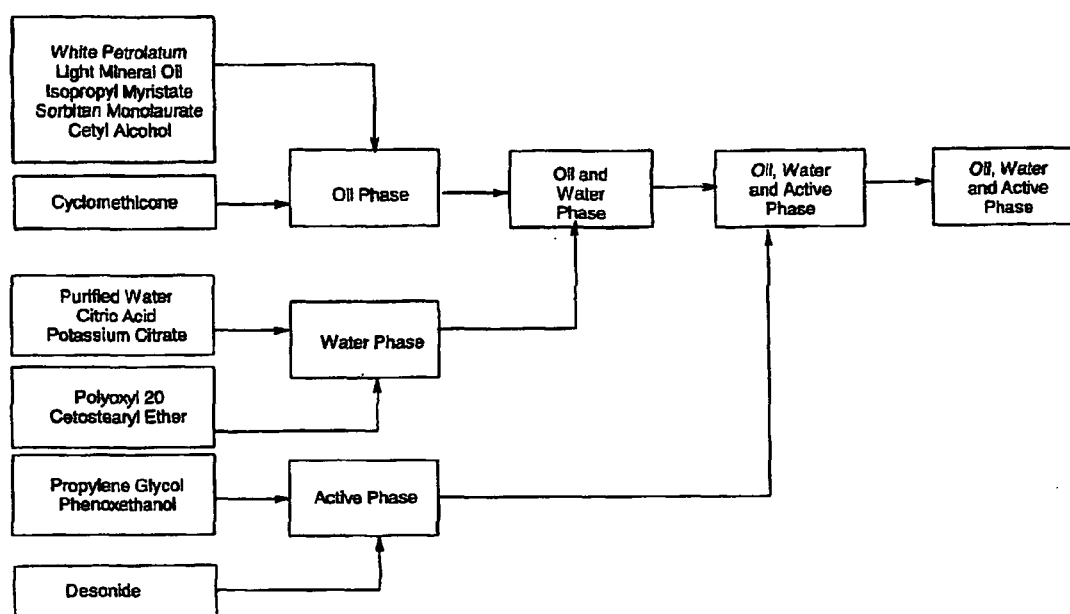 White Petrolatum
Light Mineral Oil
Isopropyl Myristate
Sorbitan Monolaurate
Cetyl Alcohol
Cyclomethicone
Oil Phase
Oil and
Water
Phase
Oil, Water
and Active
Phase
Oil, Water
and Active
Phase
Purified Water
Citric Acid
Potassium Citrate
Water Phase
Polyoxyl 20
Cetostearyl Ether
Propylene Glycol
Phenoxethanol
Active Phase
Desonide